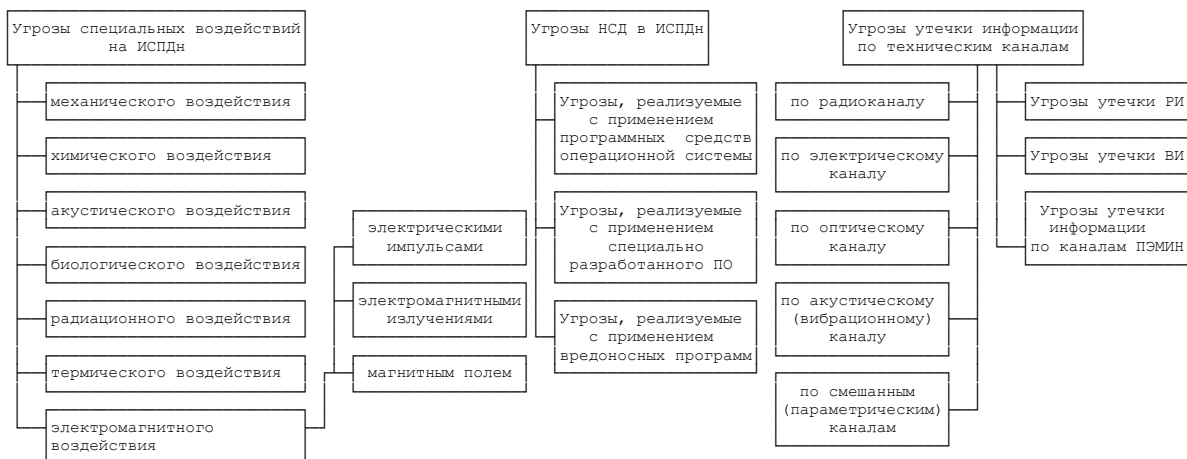 Угрозы специальных воздействий
на ИСПДн
механического воздействия
химического воздействия
акустического воздействия
биологического воздействия
радиационного воздействия
термического воздействия
электромагнитного
воздействия
электрическими
импульсами
электромагнитными
излучениями
магнитным полем
Угрозы НСД в ИСПДн
Угрозы, реализуемые
с применением
программных средств
операционной системы
Угрозы, реализуемые
с применением
специально
разработанного ПО
Угрозы, реализуемые
с применением
вредоносных программ
Угрозы утечки информации
по техническим каналам
по радиоканалу
по электрическому
каналу
по оптическому
каналу
по акустическому
(вибрационному)
каналу
по смешанным
(параметрическим)
каналам
Угрозы утечки РИ
Угрозы утечки ВИ
Угрозы утечки
информации
по каналам ПЭМИН